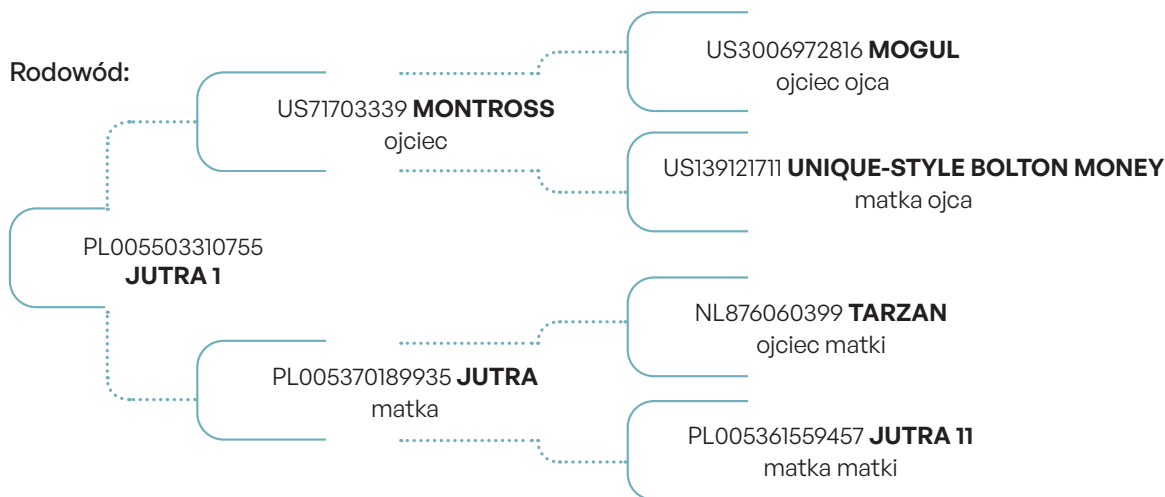 Rodowód:
US3006972816 MOGUL
ojciec ojca
US71703339 MONTROSS
ojciec
US139121711 UNIQUE-STYLE BOLTON MONEY
matka ojca
PL005503310755
JUTRA 1
NL876060399 TARZAN
ojciec matki
PL005370189935 JUTRA
matka
PL005361559457 JUTRA 11
matka matki